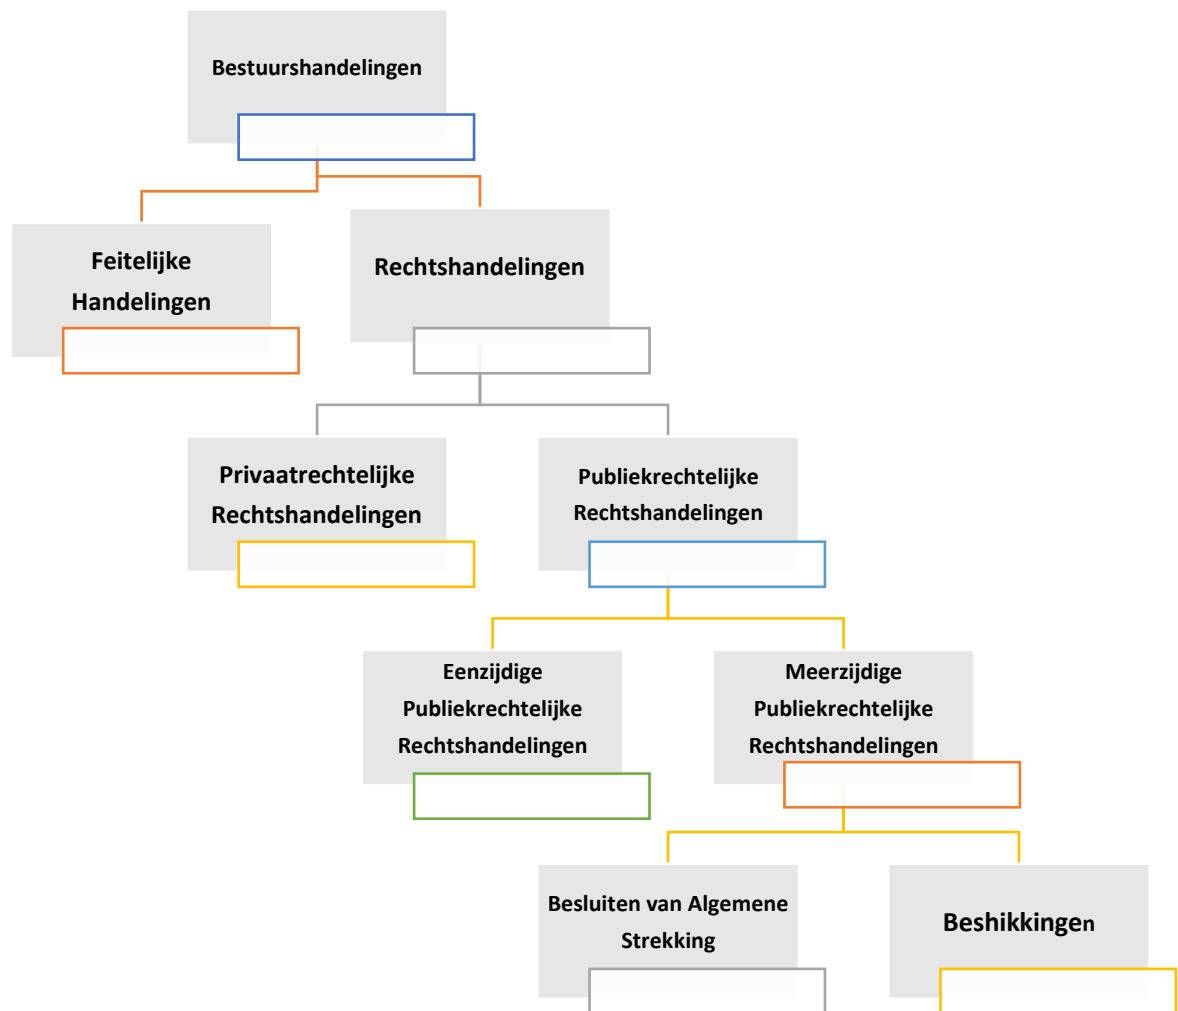 Bestuurshandelingen
Feitelijke
Handelingen
Rechtshandelingen
Privaatrechtelijke
Rechtshandelingen
Publiekrechtelijke
Rechtshandelingen
Eenzijdige
Publiekrechtelijke
Rechtshandelingen
Meerzijdige
Publiekrechtelijke
Rechtshandelingen
Besluiten van Algemene
Strekking
Beshikkingen